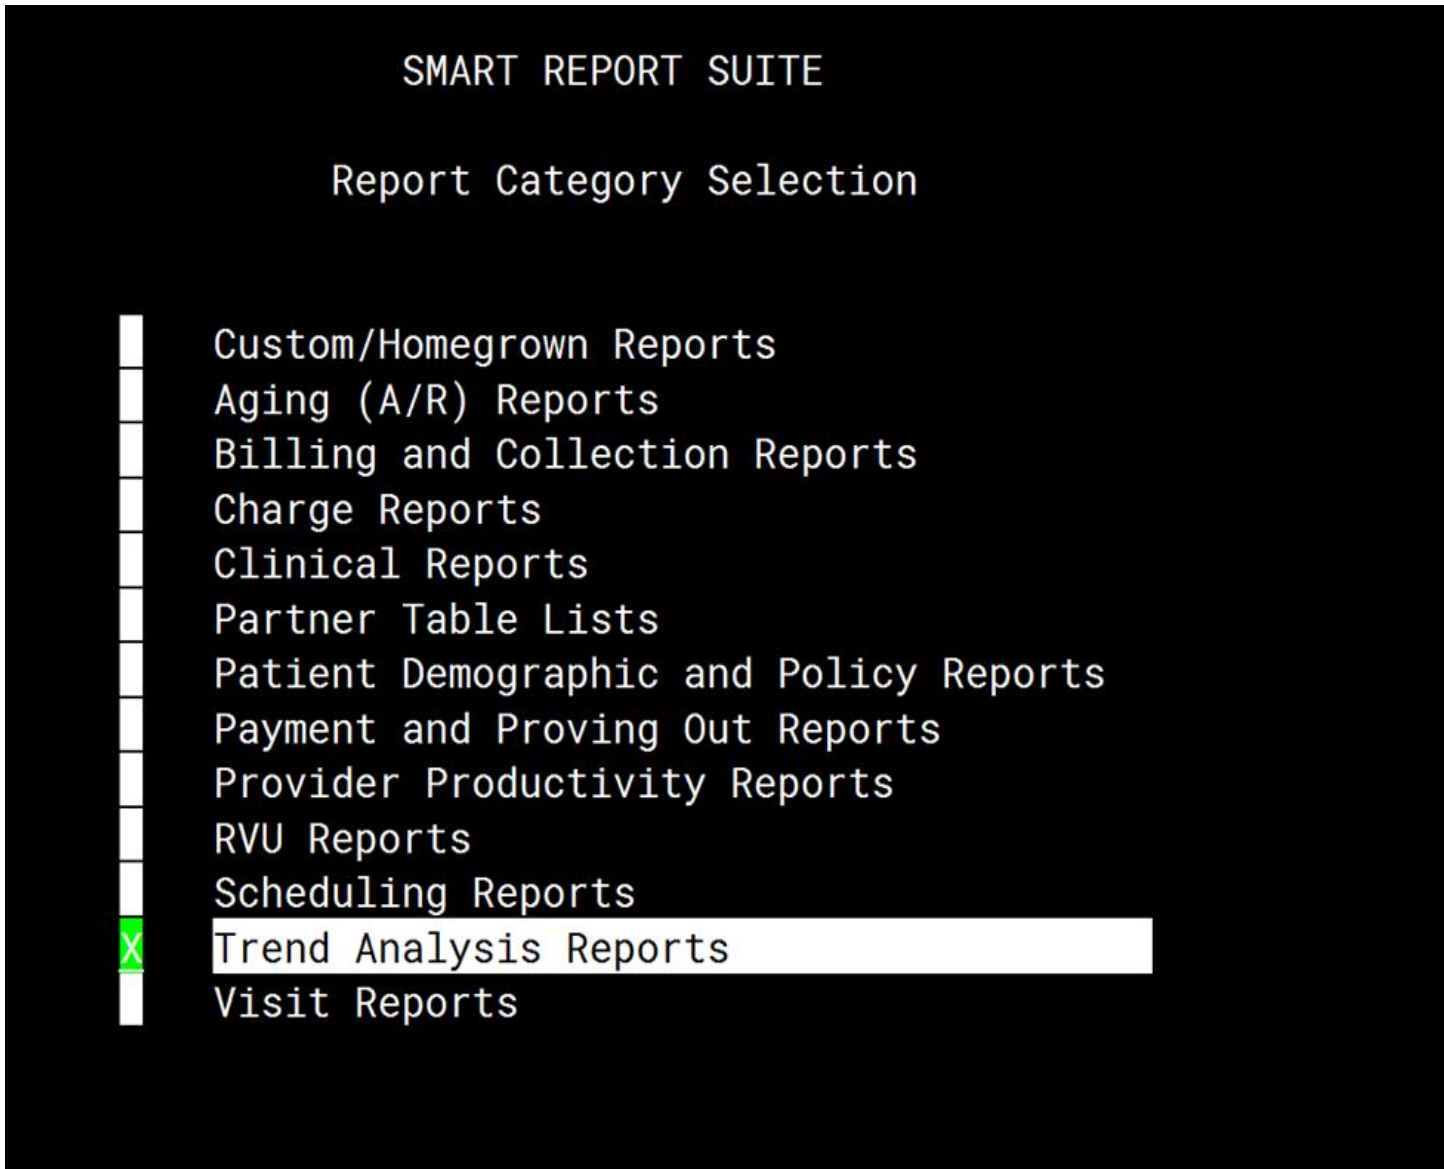 SMART REPORT SUITE
Report Category Selection
Custom/Homegrown Reports
Aging (A/R) Reports
Billing and Collection Reports
Charge Reports
Clinical Reports
Partner Table Lists
Patient Demographic and Policy Reports
Payment and Proving Out Reports
Provider Productivity Reports
RVU Reports
Scheduling Reports
X Trend Analysis Reports
Visit Reports